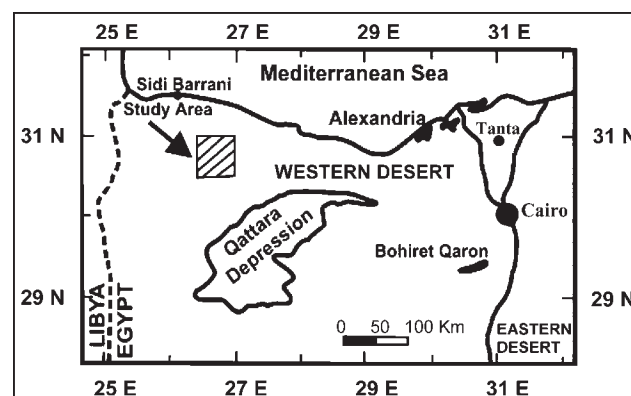 25 E 27 E 29 E 31 E
Mediterranean Sea
Sidi Barrani
Study Area
Alexandria
31 N
31 N
Tanta
WESTERN DESERT
Qattara
Depression
Cairo
Bohiret Qaron
29 N
29 N
LIBYA
EGYPT
0 50 100 Km
EASTERN
DESERT
25 E 27 E 29 E 31 E